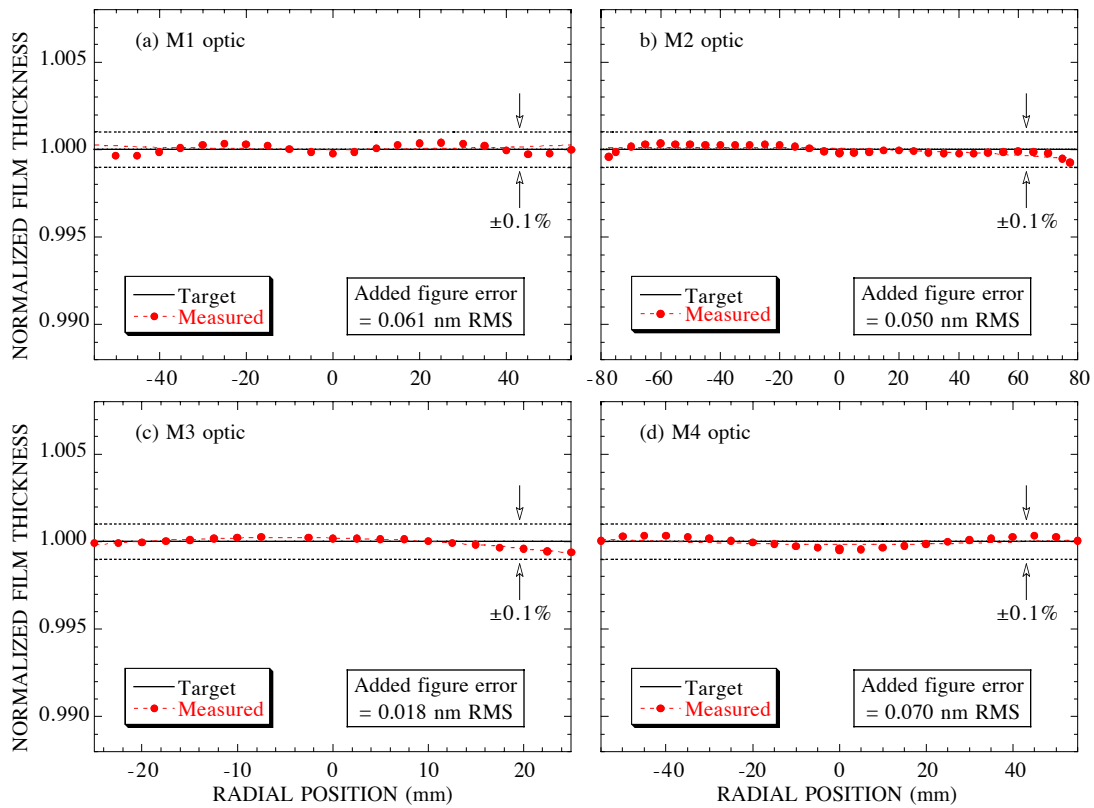 (a) M1 optic
NORMALIZED FILM THICKNESS
1.005
1.000
0.995
0.990
±0.1%
Target
Measured
Added figure error
= 0.061 nm RMS
-40 -20 0 20 40
b) M2 optic
±0.1%
Target
Measured
Added figure error
= 0.050 nm RMS
-80 -60 -40 -20 0 20 40 60 80
(c) M3 optic
NORMALIZED FILM THICKNESS
1.005
1.000
0.995
0.990
±0.1%
Target
Measured
Added figure error
= 0.018 nm RMS
-20 -10 0 10 20
RADIAL POSITION (mm)
(d) M4 optic
±0.1%
Target
Measured
Added figure error
= 0.070 nm RMS
-40 -20 0 20 40
RADIAL POSITION (mm)